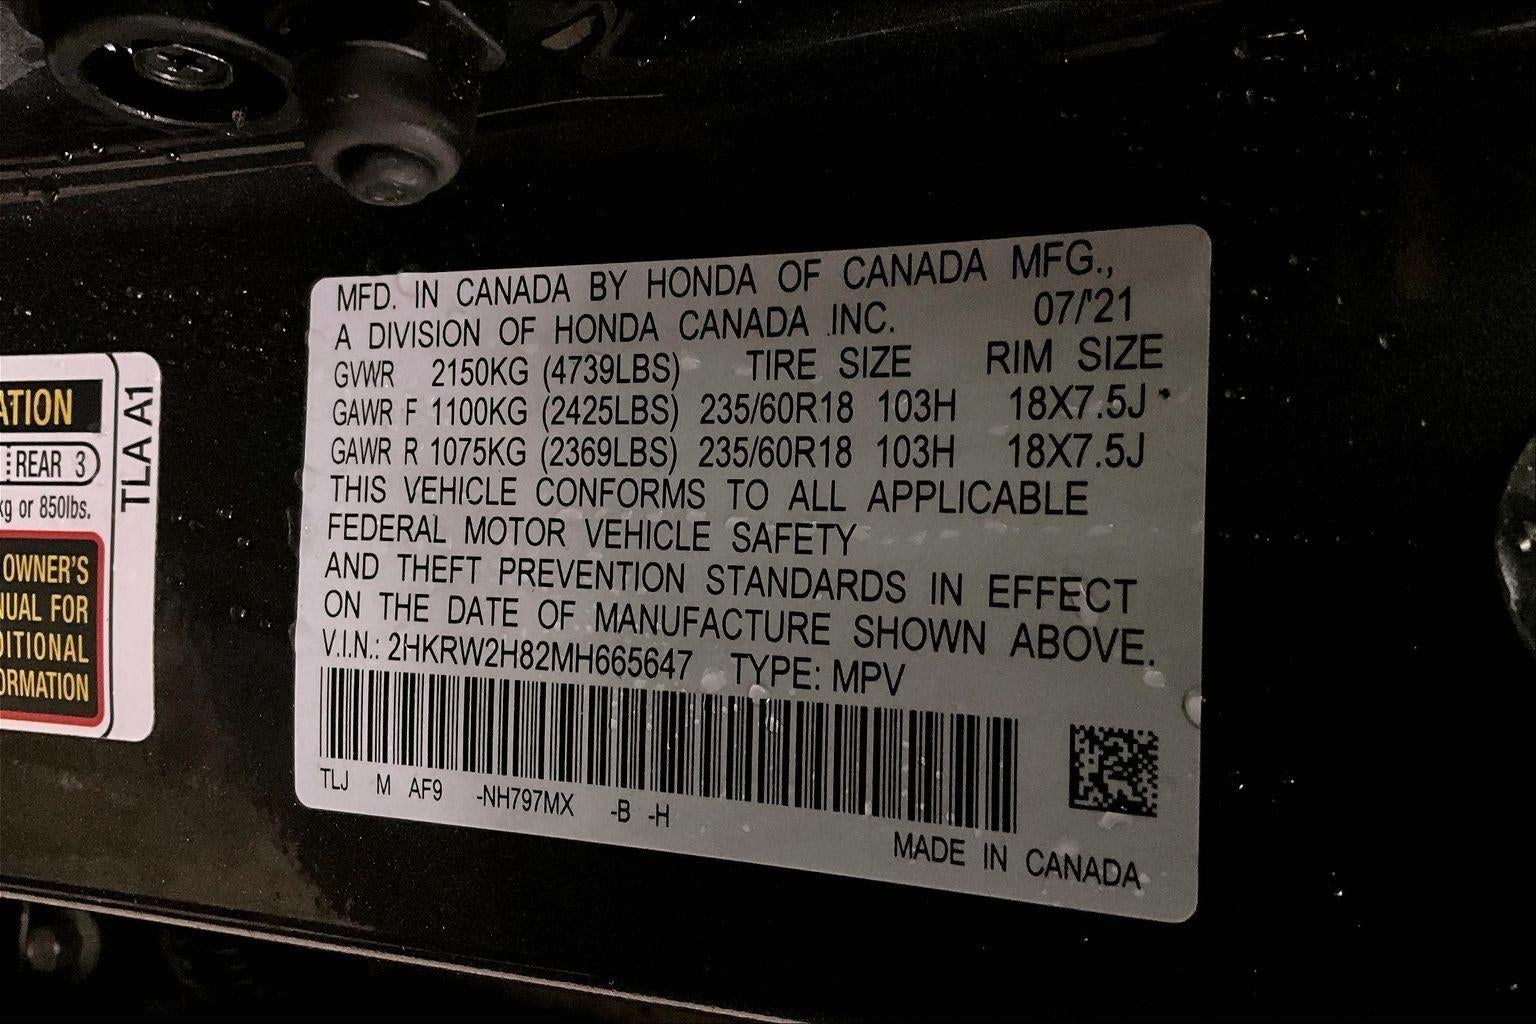 MFD. IN CANADA BY HONDA OF CANADA MFG.,
A DIVISION OF HONDA CANADA INC. 07/'21
GVWR 2150KG (4739LBS) TIRE SIZE RIM SIZE
GAWR F 1100KG (2425LBS) 235/60R18 103H 18X7.5J
GAWR R 1075KG (2369LBS) 235/60R18 103H 18X7.5J
THIS VEHICLE CONFORMS TO ALL APPLICABLE
FEDERAL MOTOR VEHICLE SAFETY
AND THEFT PREVENTION STANDARDS IN EFFECT
ON THE DATE OF MANUFACTURE SHOWN ABOVE.
V.I.N.: 2HKRW2H82MH665647 TYPE: MPV
TLJ M AF9 -NH797MX -B -H
MADE IN CANADA
ATION
REAR 3
kg or 850lbs.
OWNER'S
NUAL FOR
DITIONAL
ORMATION
TLA A1